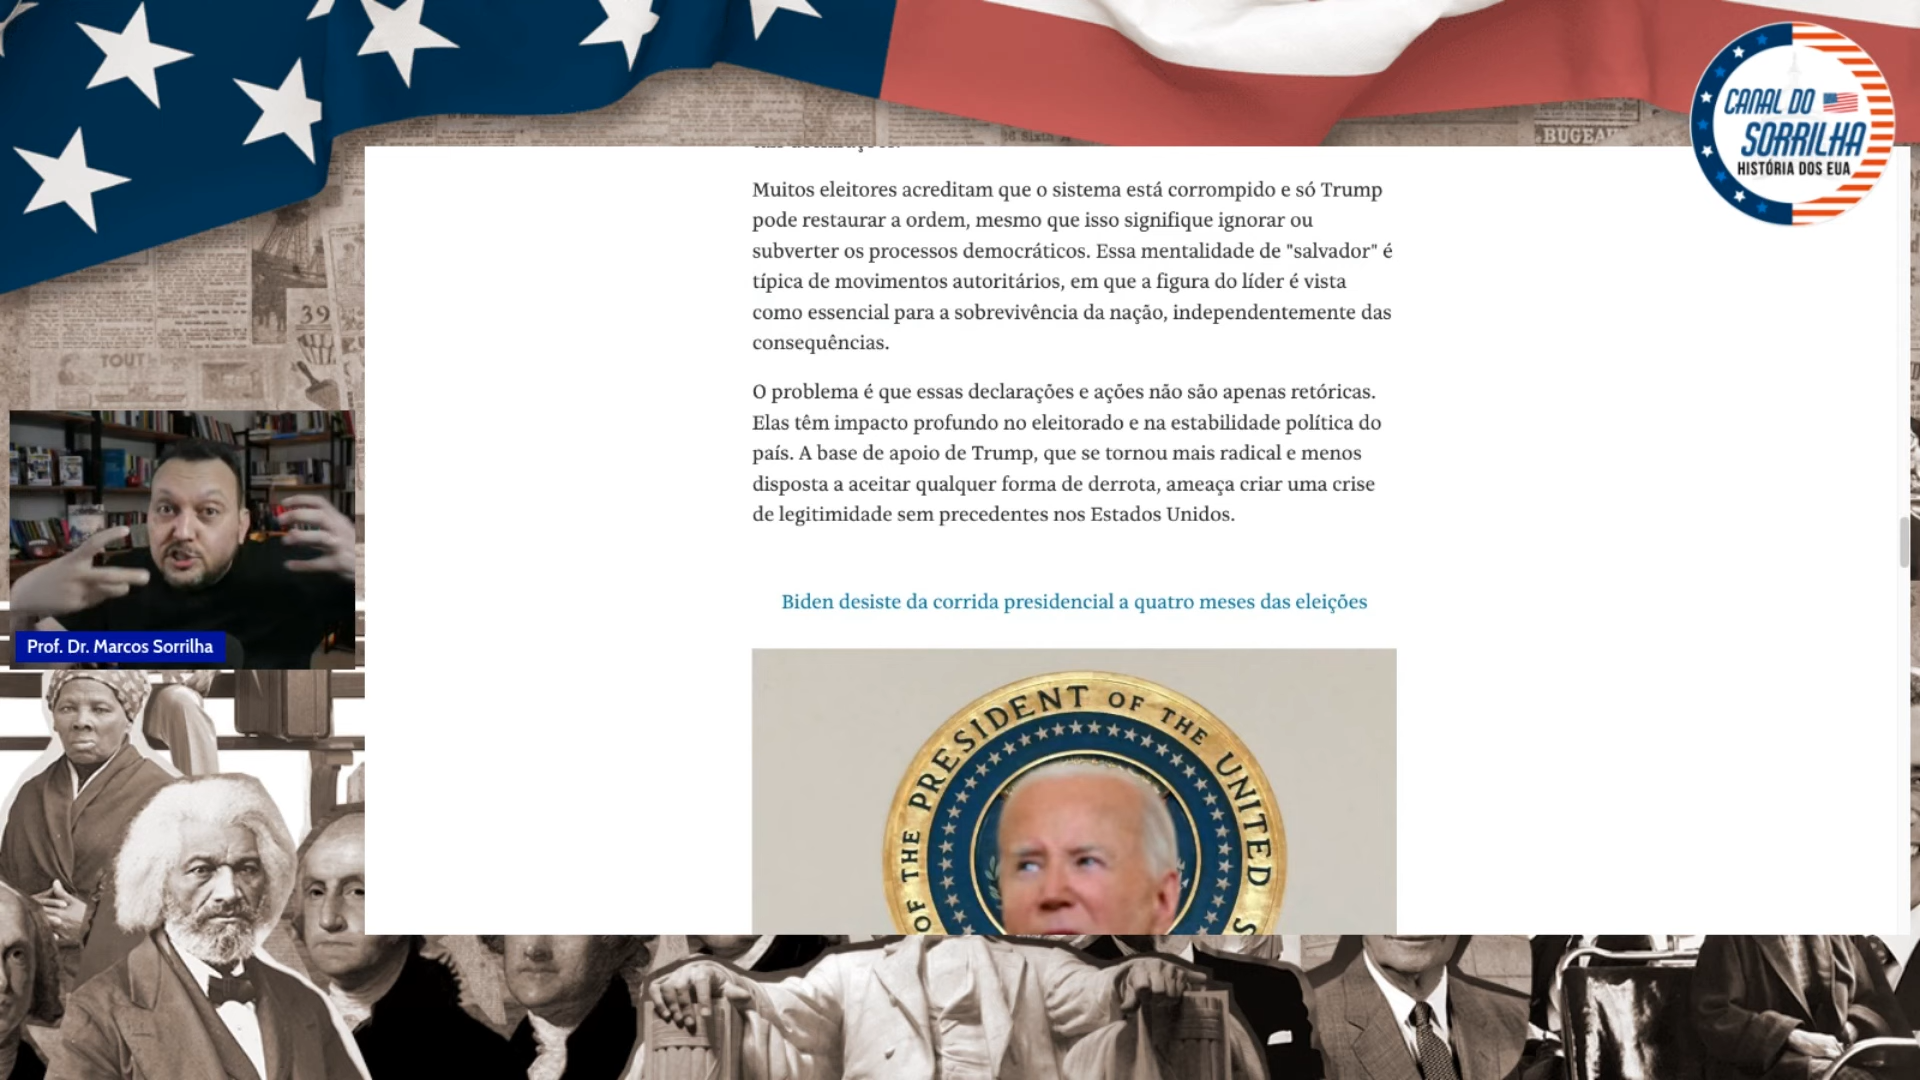 CANAL DO
SORRILHA
HISTÓRIA DOS EUA
BUGEAU
39
TOUT
Muitos eleitores acreditam que o sistema está corrompido e só Trump
pode restaurar a ordem, mesmo que isso signifique ignorar ou
subverter os processos democráticos. Essa mentalidade de "salvador" é
típica de movimentos autoritários, em que a figura do líder é vista
como essencial para a sobrevivência da nação, independentemente das
consequências.
O problema é que essas declarações e ações não são apenas retóricas.
Elas têm impacto profundo no eleitorado e na estabilidade política do
país. A base de apoio de Trump, que se tornou mais radical e menos
disposta a aceitar qualquer forma de derrota, ameaça criar uma crise
de legitimidade sem precedentes nos Estados Unidos.
Biden desiste da corrida presidencial a quatro meses das eleições
OF THE PRESIDENT OF THE UNITED S
Prof. Dr. Marcos Sorrilha